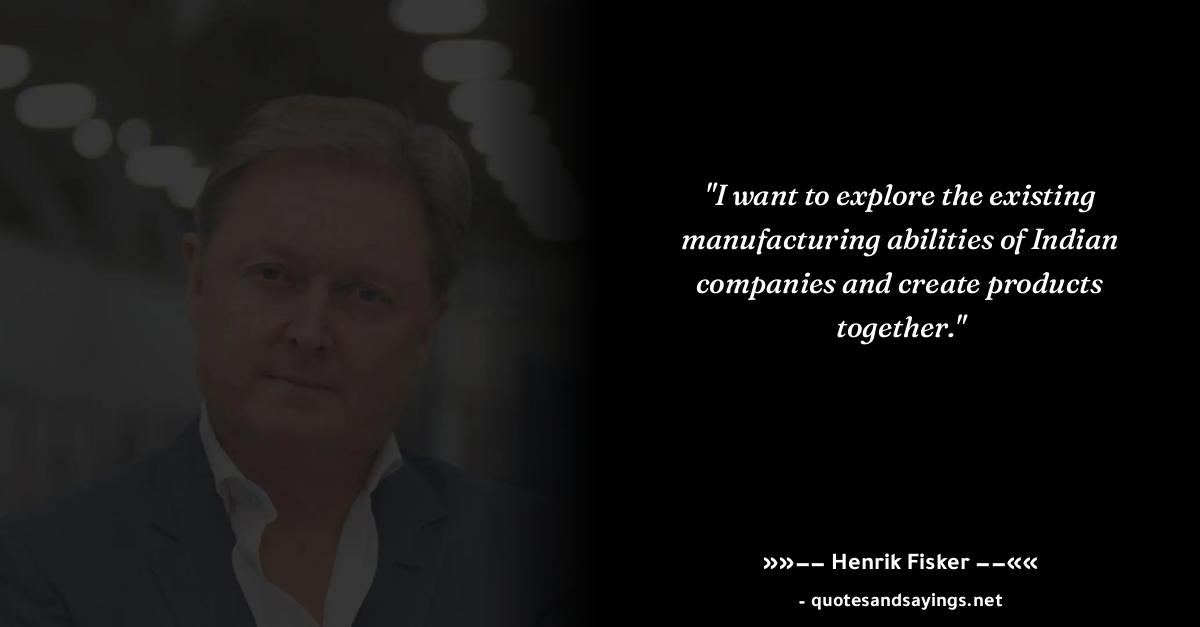 "I want to explore the existing
manufacturing abilities of Indian
companies and create products
together."
»»−− Henrik Fisker −−««
- quotesandsayings.net